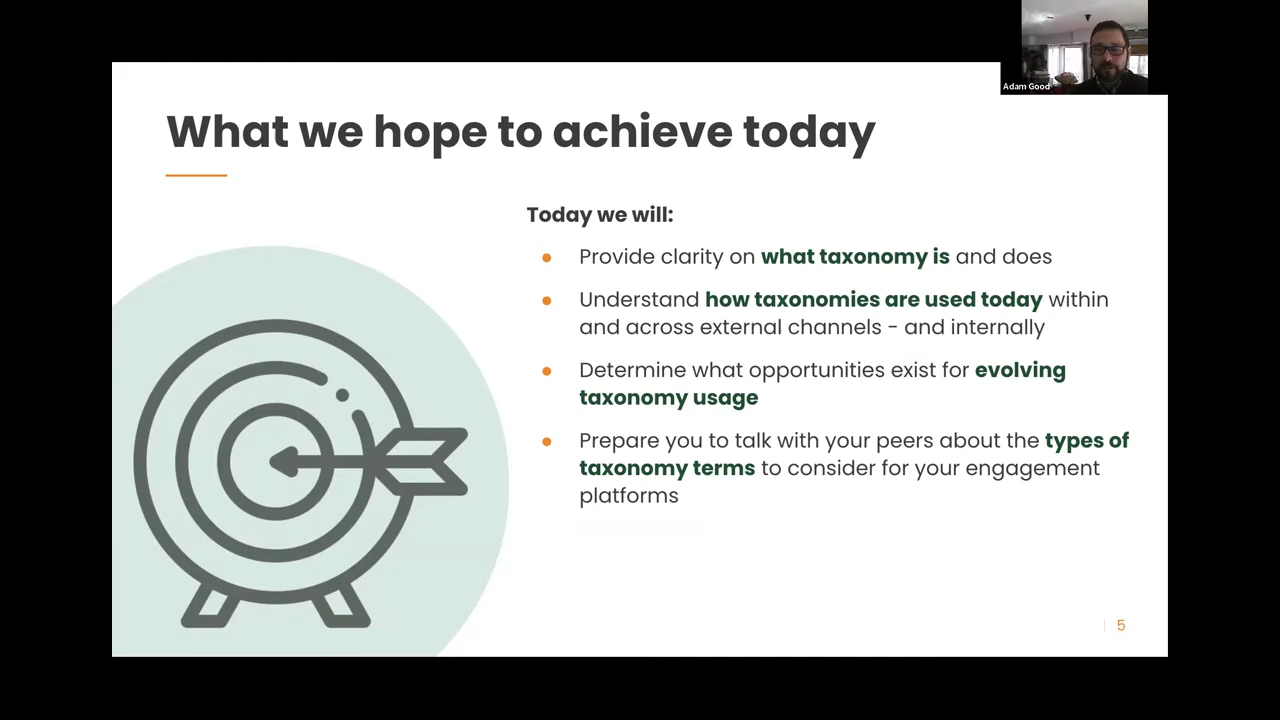 Adam Good
What we hope to achieve today
Today we will:
● Provide clarity on what taxonomy is and does
● Understand how taxonomies are used today within
and across external channels - and internally
● Determine what opportunities exist for evolving
taxonomy usage
● Prepare you to talk with your peers about the types of
taxonomy terms to consider for your engagement
platforms
5